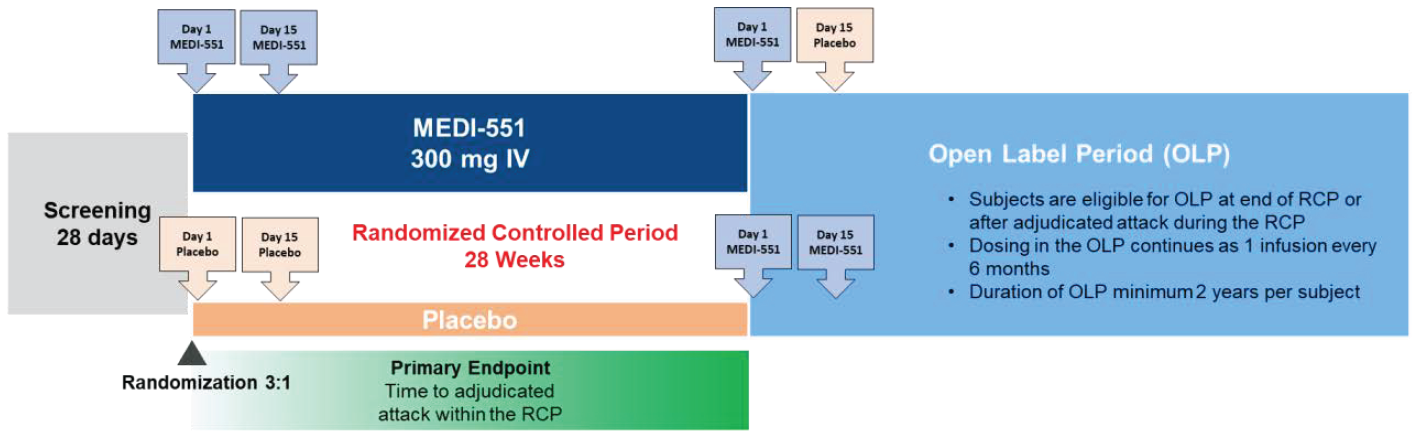 Day 1
MEDI-551
Day 15
MEDI-551
Day 1
MEDI-551
Day 15
Placebo
MEDI-551
300 mg IV
Screening
28 days
Day 1
Placebo
Day 15
Placebo
Randomized Controlled Period
28 Weeks
Day 1
MEDI-551
Day 15
MEDI-551
Open Label Period (OLP)
• Subjects are eligible for OLP at end of RCP or
after adjudicated attack during the RCP
• Dosing in the OLP continues as 1 infusion every
6 months
• Duration of OLP minimum 2 years per subject
Placebo
Randomization 3:1
Primary Endpoint
Time to adjudicated
attack within the RCP